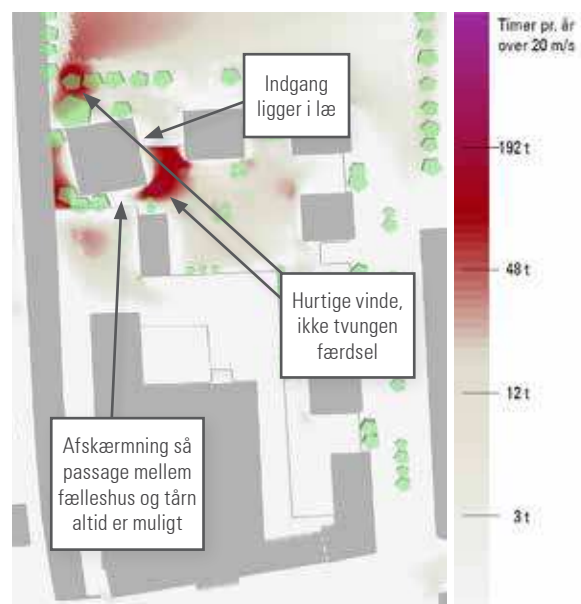 Timer pr. år
over 20 m/s
Indgang
ligger i læ
192 t
48 t
Hurtige vinde,
ikke tvungen
færdsel
12 t
Afskærmning så
passage mellem
fælleshus og tårn
altid er muligt
3 t